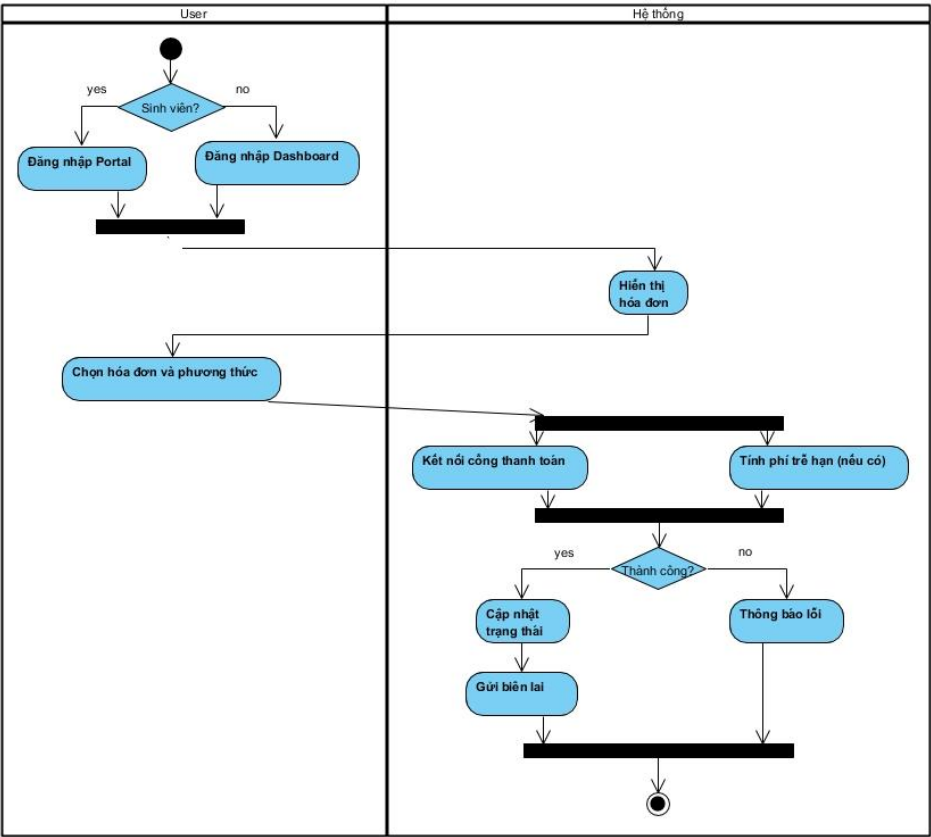 User
Hệ thống
yes
no
Sinh viên?
Đăng nhập Portal
Đăng nhập Dashboard
Hiển thị
hóa đơn
Chọn hóa đơn và phương thức
Kết nối cổng thanh toán
Tính phí trễ hạn (nếu có)
yes
no
Thành công?
Cập nhật
trạng thái
Thông báo lỗi
Gửi biên lai